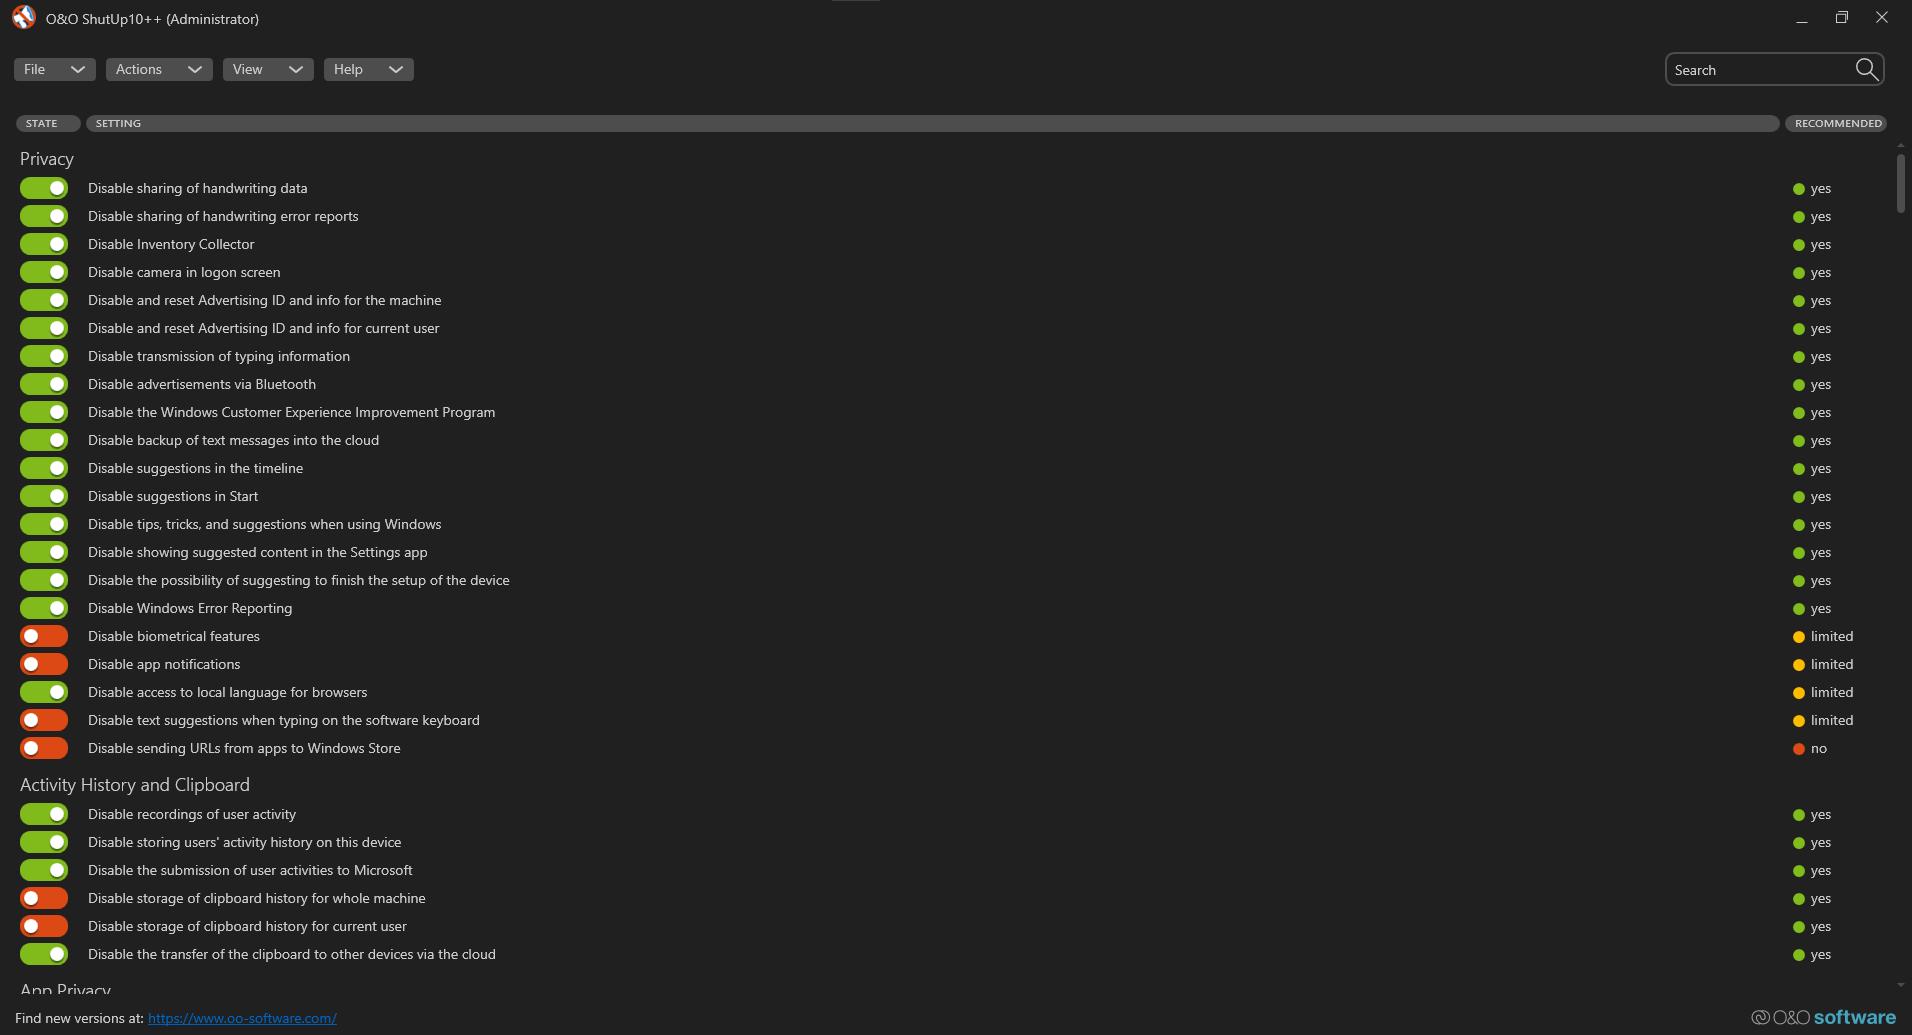 O&O ShutUp10++ (Administrator)
File Actions View Help Search
STATE SETTING RECOMMENDED
Privacy
Disable sharing of handwriting data yes
Disable sharing of handwriting error reports yes
Disable Inventory Collector yes
Disable camera in logon screen yes
Disable and reset Advertising ID and info for the machine yes
Disable and reset Advertising ID and info for current user yes
Disable transmission of typing information yes
Disable advertisements via Bluetooth yes
Disable the Windows Customer Experience Improvement Program yes
Disable backup of text messages into the cloud yes
Disable suggestions in the timeline yes
Disable suggestions in Start yes
Disable tips, tricks, and suggestions when using Windows yes
Disable showing suggested content in the Settings app yes
Disable the possibility of suggesting to finish the setup of the device yes
Disable Windows Error Reporting yes
Disable biometrical features limited
Disable app notifications limited
Disable access to local language for browsers limited
Disable text suggestions when typing on the software keyboard limited
Disable sending URLs from apps to Windows Store no
Activity History and Clipboard
Disable recordings of user activity yes
Disable storing users' activity history on this device yes
Disable the submission of user activities to Microsoft yes
Disable storage of clipboard history for whole machine yes
Disable storage of clipboard history for current user yes
Disable the transfer of the clipboard to other devices via the cloud yes
App Privacy
Find new versions at: https://www.oo-software.com/ O&O software